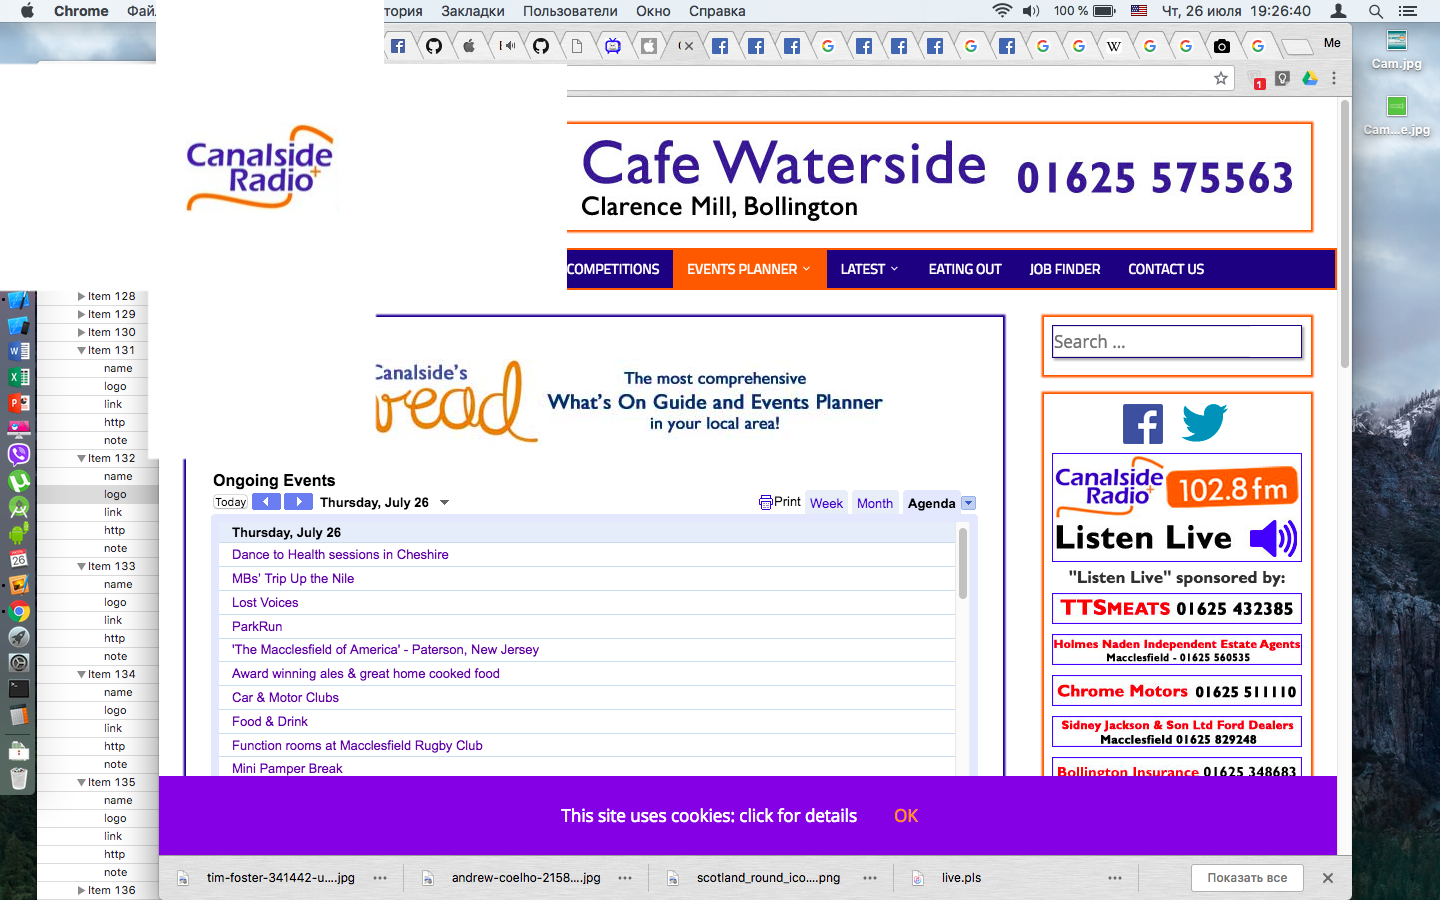 Chrome
тория Закладки Пользователи Окно Справка
100 %
Чт, 26 июля 19:26:40
Me
Cam.jpg
Cam...e.jpg
1
Canalside
Radio
Cafe Waterside 01625 575563
Clarence Mill, Bollington
COMPETITIONS EVENTS PLANNER LATEST EATING OUT JOB FINDER CONTACT US
Item 128
Item 129
Item 130
Item 131
name
logo
link
http
note
Item 132
name
logo
link
http
note
Item 133
name
logo
link
http
note
Item 134
name
logo
link
http
note
Item 135
name
logo
link
http
note
Item 136
Canalside's
read
The most comprehensive
What's On Guide and Events Planner
in your local area!
Ongoing Events
Today Thursday, July 26
Print Week Month Agenda
Thursday, July 26
Dance to Health sessions in Cheshire
MBs' Trip Up the Nile
Lost Voices
ParkRun
'The Macclesfield of America' - Paterson, New Jersey
Award winning ales & great home cooked food
Car & Motor Clubs
Food & Drink
Function rooms at Macclesfield Rugby Club
Mini Pamper Break
Search ...
Canalside
Radio 102.8 fm
Listen Live
"Listen Live" sponsored by:
TTSMEATS 01625 432385
Holmes Naden Independent Estate Agents
Macclesfield - 01625 560535
Chrome Motors 01625 511110
Sidney Jackson & Son Ltd Ford Dealers
Macclesfield 01625 829248
Bollington Insurance 01625 348683
This site uses cookies: click for details OK
tim-foster-341442-u....jpg
andrew-coelho-2158....jpg
scotland_round_ico....png
live.pls
Показать все